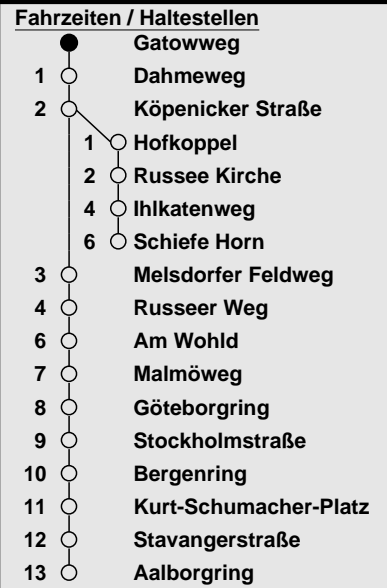 Fahrzeiten / Haltestellen
Gatowweg
1 Dahmeweg
2 Köpenicker Straße
1 Hofkoppel
2 Russee Kirche
4 Ihlkatenweg
6 Schiefe Horn
3 Melsdorfer Feldweg
4 Russeer Weg
6 Am Wohld
7 Malmöweg
8 Göteborgring
9 Stockholmstraße
10 Bergenring
11 Kurt-Schumacher-Platz
12 Stavangerstraße
13 Aalborgring